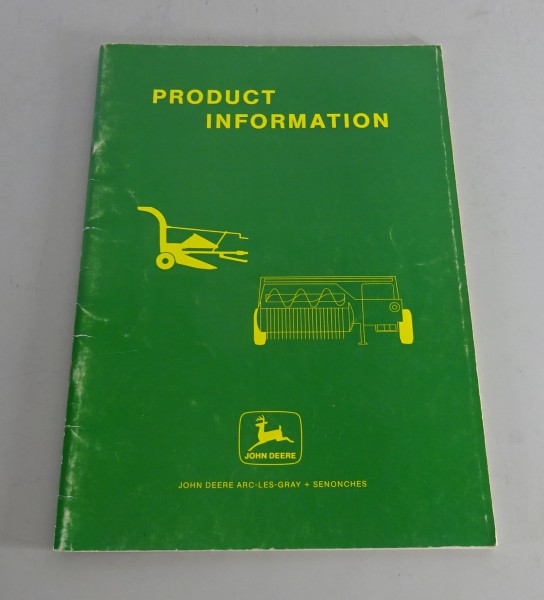 PRODUCT
INFORMATION
JOHN DEERE
JOHN DEERE ARC-LES-GRAY + SENONCHES